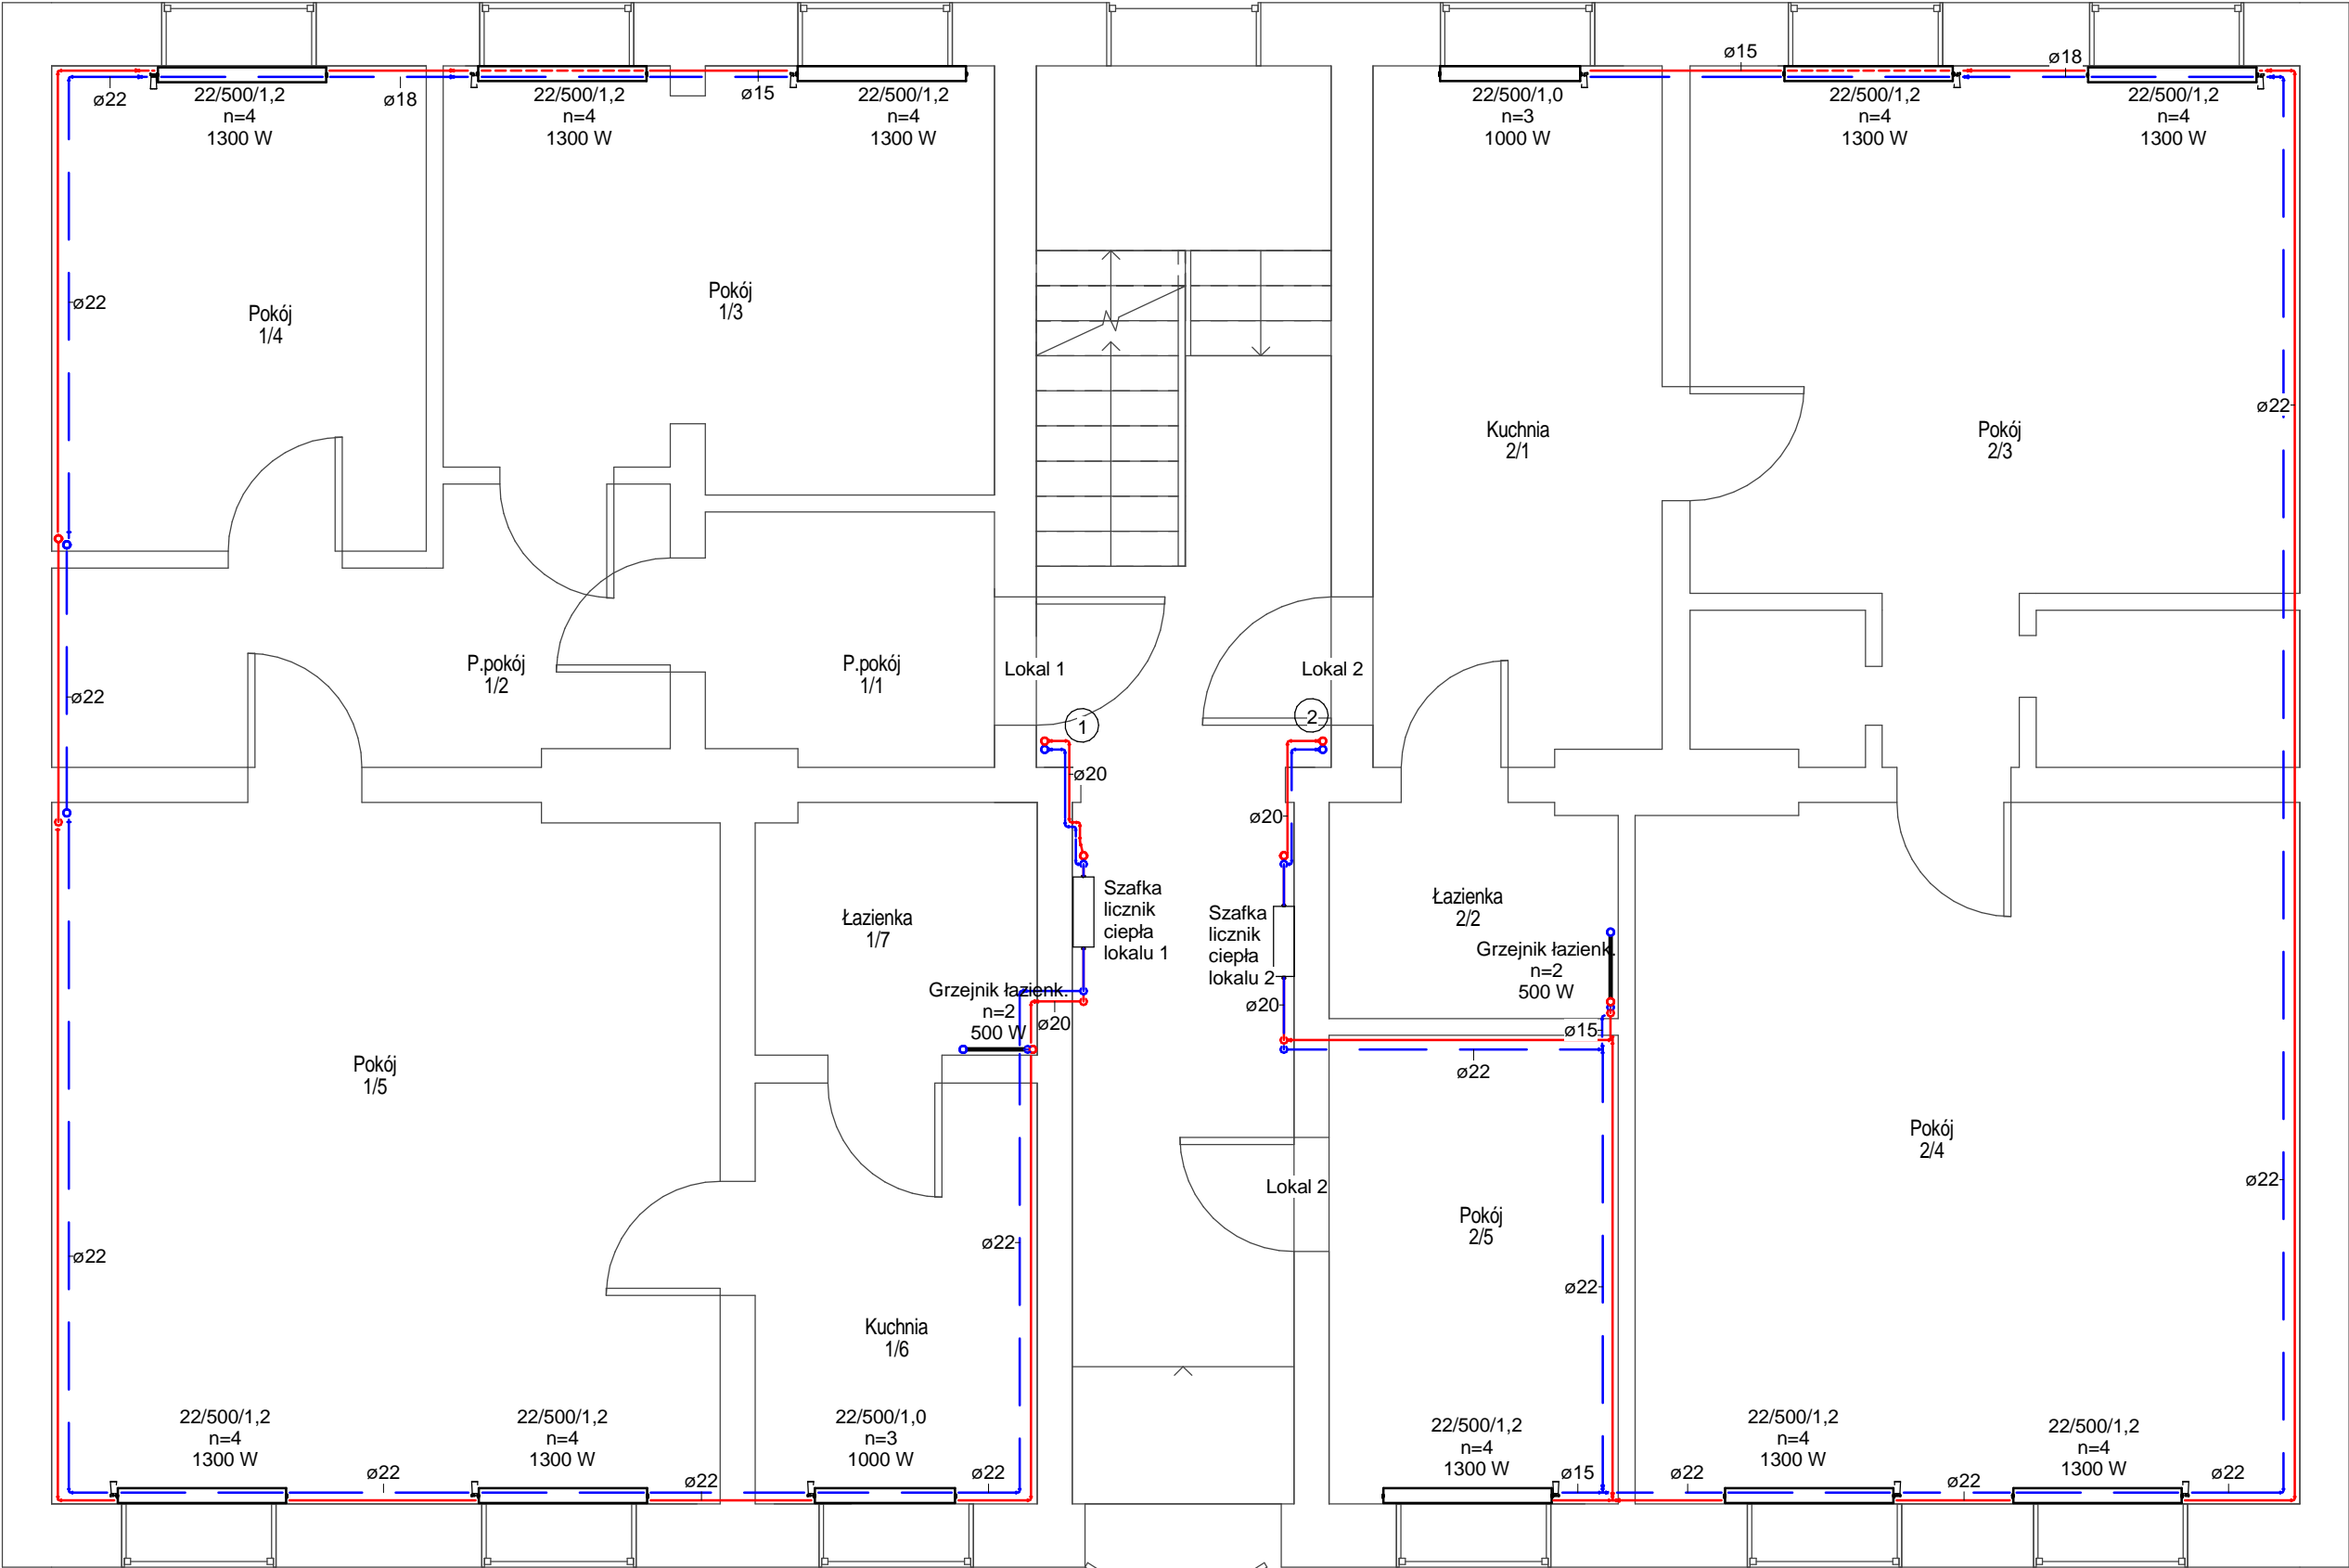 ø22
22/500/1,2
n=4
1300 W
ø18
22/500/1,2
n=4
1300 W
ø15
22/500/1,2
n=4
1300 W
22/500/1,0
n=3
1000 W
ø15
22/500/1,2
n=4
1300 W
ø18
22/500/1,2
n=4
1300 W
ø22
Pokój
1/4
Pokój
1/3
Kuchnia
2/1
Pokój
2/3
ø22
ø22
P.pokój
1/2
P.pokój
1/1
Lokal 1
Lokal 2
1
2
ø20
ø20
Szafka
licznik
ciepła
lokalu 1
Szafka
licznik
ciepła
lokalu 2
Łazienka
1/7
Łazienka
2/2
Grzejnik łazienk.
n=2
500 W
ø20
ø20
Grzejnik łazienk.
n=2
500 W
ø15
ø22
Pokój
1/5
Pokój
2/4
ø22
Lokal 2
Pokój
2/5
ø22
ø22
ø22
Kuchnia
1/6
22/500/1,2
n=4
1300 W
ø22
22/500/1,2
n=4
1300 W
ø22
22/500/1,0
n=3
1000 W
ø22
22/500/1,2
n=4
1300 W
ø15
ø22
22/500/1,2
n=4
1300 W
ø22
22/500/1,2
n=4
1300 W
ø22